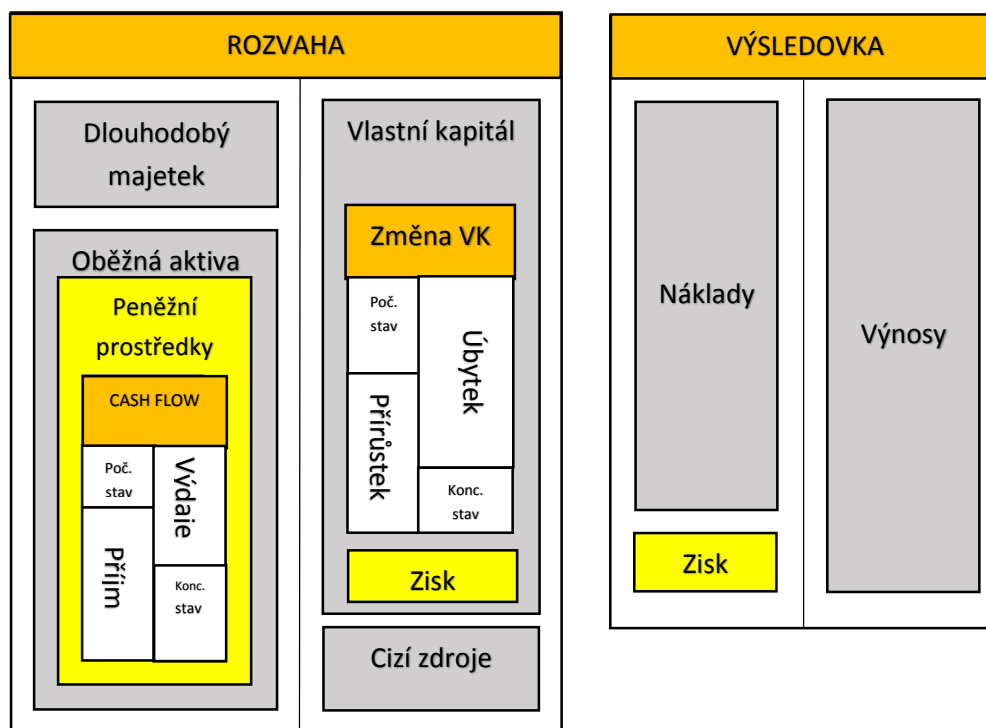 ROZVAHA
Dlouhodobý
majetek
Oběžná aktiva
Peněžní
prostředky
CASH FLOW
Poč.
stav
Výdaje
Příjm
Konc.
stav
Vlastní kapitál
Změna VK
Poč.
stav
Úbytek
Přírůstek
Konc.
stav
Zisk
Cizí zdroje
VÝSLEDOVKA
Náklady
Zisk
Výnosy